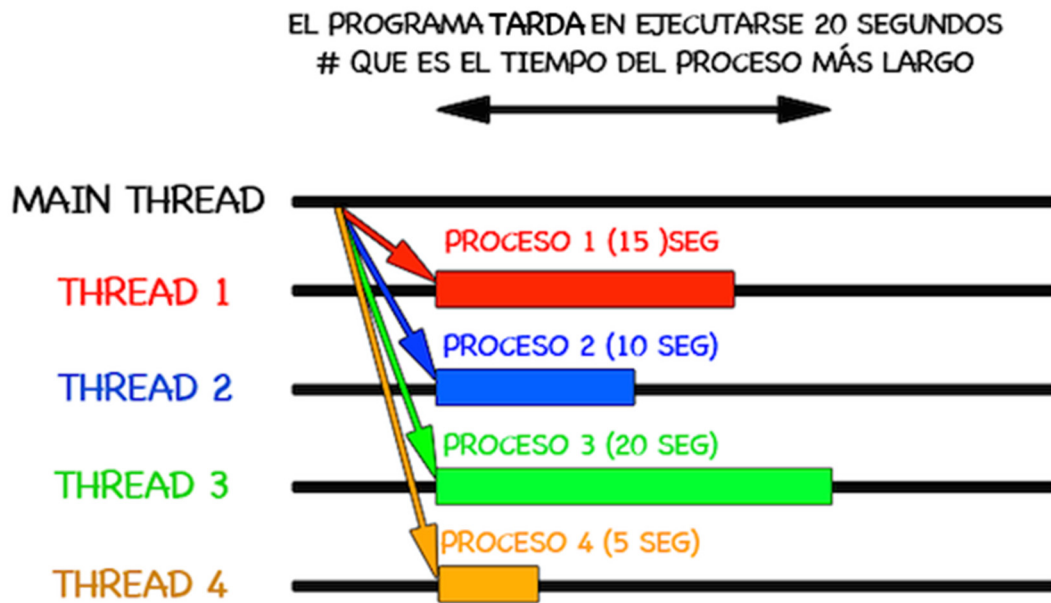 EL PROGRAMA TARDA EN EJECUTARSE 20 SEGUNDOS
# QUE ES EL TIEMPO DEL PROCESO MÁS LARGO
MAIN THREAD
PROCESO 1 (15 )SEG
THREAD 1
PROCESO 2 (10 SEG)
THREAD 2
PROCESO 3 (20 SEG)
THREAD 3
PROCESO 4 (5 SEG)
THREAD 4